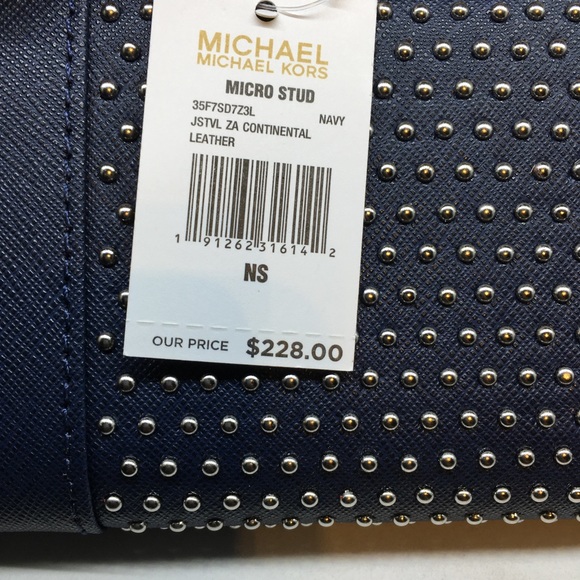 MICHAEL
MICHAEL KORS
MICRO STUD
35F7SD7Z3L NAVY
JSTVL ZA CONTINENTAL
LEATHER
1 91262 31614 2
NS
OUR PRICE $228.00